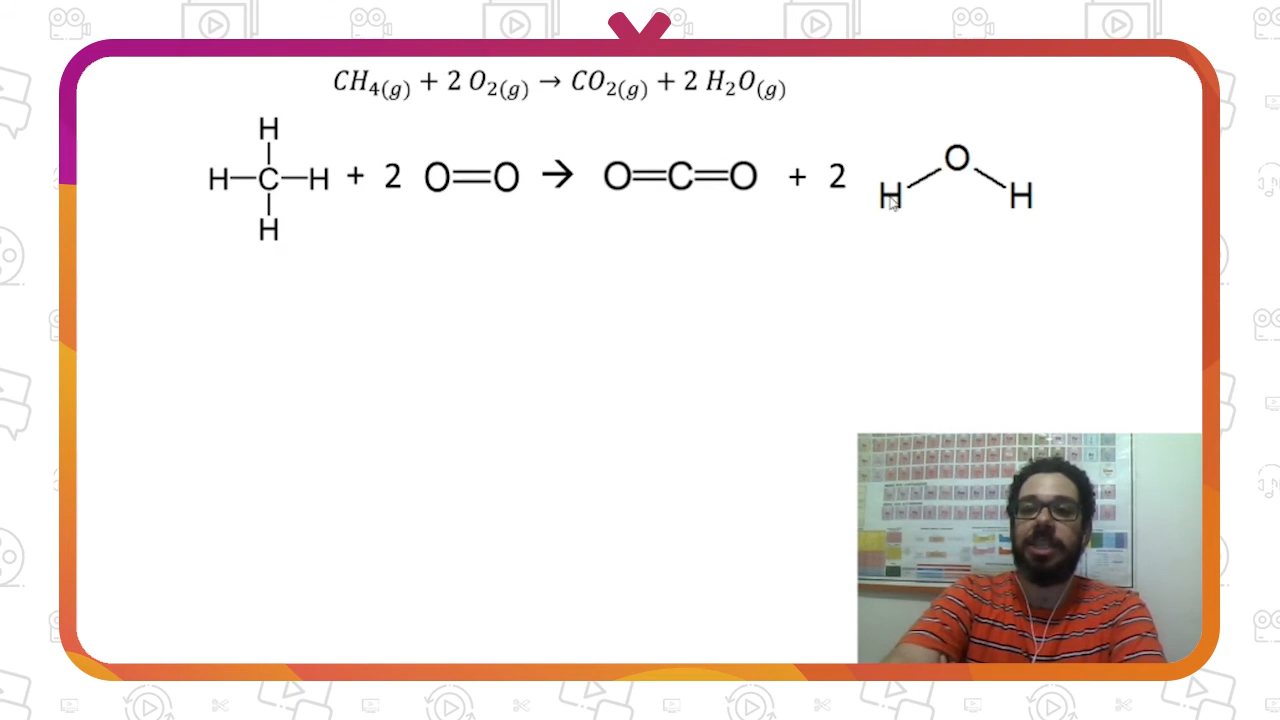 CH₄(g) + 2 O₂(g) → CO₂(g) + 2 H₂O(g)
H
H—C—H + 2 O=O → O=C=O + 2 H O H
H